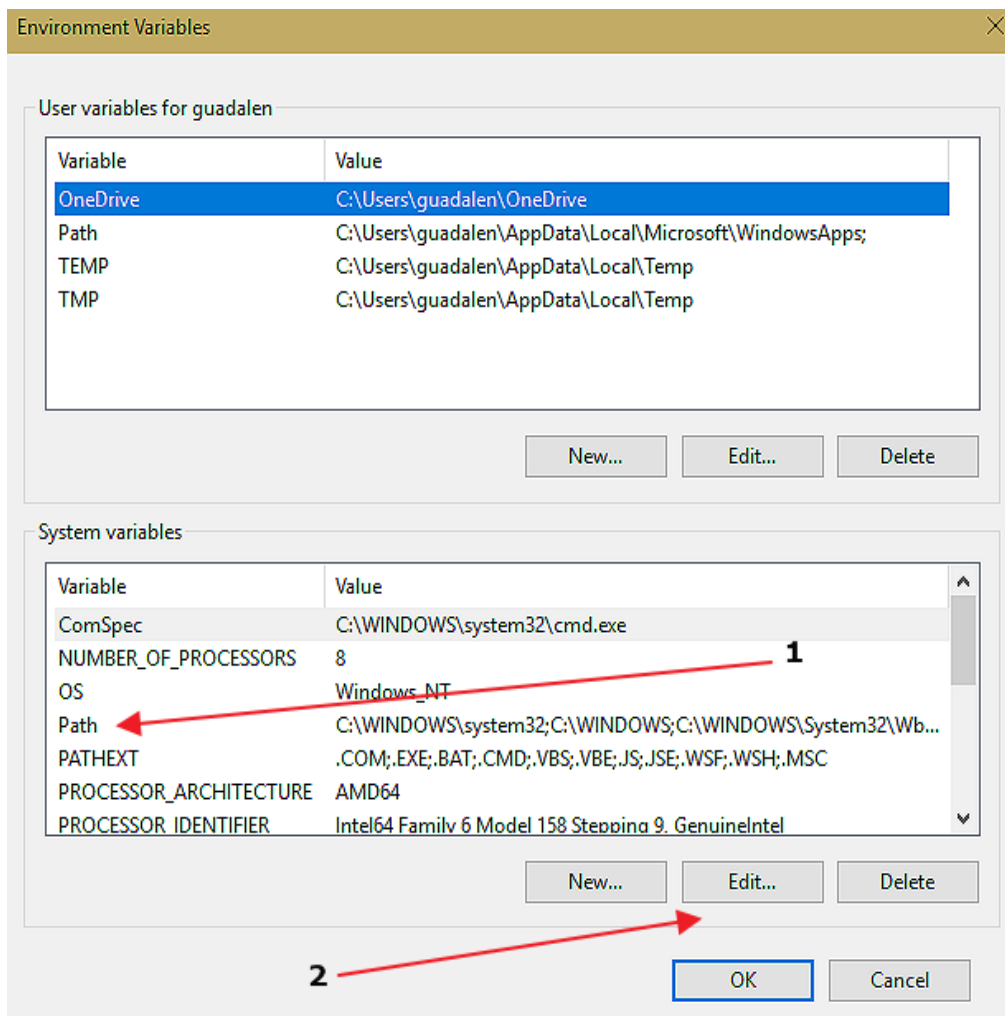 Environment Variables
User variables for guadalen
Variable Value
OneDrive C:\Users\guadalen\OneDrive
Path C:\Users\guadalen\AppData\Local\Microsoft\WindowsApps;
TEMP C:\Users\guadalen\AppData\Local\Temp
TMP C:\Users\guadalen\AppData\Local\Temp
New... Edit... Delete
System variables
Variable Value
ComSpec C:\WINDOWS\system32\cmd.exe
NUMBER_OF_PROCESSORS 8
1
OS Windows_NT
Path C:\WINDOWS\system32;C:\WINDOWS;C:\WINDOWS\System32\Wb...
PATHEXT .COM;.EXE;.BAT;.CMD;.VBS;.VBE;.JS;.JSE;.WSF;.WSH;.MSC
PROCESSOR_ARCHITECTURE AMD64
PROCESSOR_IDENTIFIER Intel64 Family 6 Model 158 Stepping 9, GenuineIntel
New... Edit... Delete
2
OK Cancel